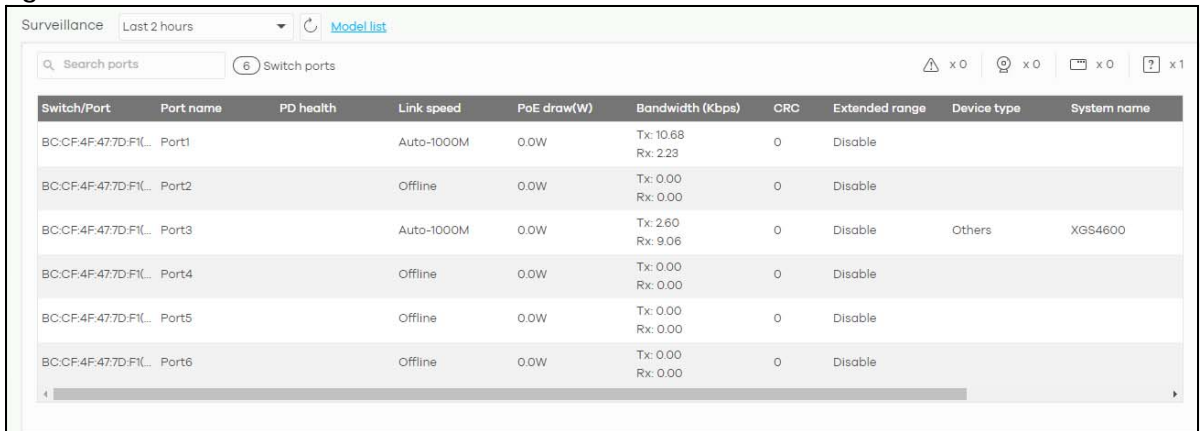 Surveillance Last 2 hours Model list
Search ports 6 Switch ports x 0 x 0 x 0 ? x 1
Switch/Port Port name PD health Link speed PoE draw(W) Bandwidth (Kbps) CRC Extended range Device type System name
BC:CF:4F:47:7D:F1(... Port1 Auto-1000M 0.0W Tx: 10.68 0 Disable
Rx: 2.23
BC:CF:4F:47:7D:F1(... Port2 Offline 0.0W Tx: 0.00 0 Disable
Rx: 0.00
BC:CF:4F:47:7D:F1(... Port3 Auto-1000M 0.0W Tx: 2.60 0 Disable Others XGS4600
Rx: 9.06
BC:CF:4F:47:7D:F1(... Port4 Offline 0.0W Tx: 0.00 0 Disable
Rx: 0.00
BC:CF:4F:47:7D:F1(... Port5 Offline 0.0W Tx: 0.00 0 Disable
Rx: 0.00
BC:CF:4F:47:7D:F1(... Port6 Offline 0.0W Tx: 0.00 0 Disable
Rx: 0.00